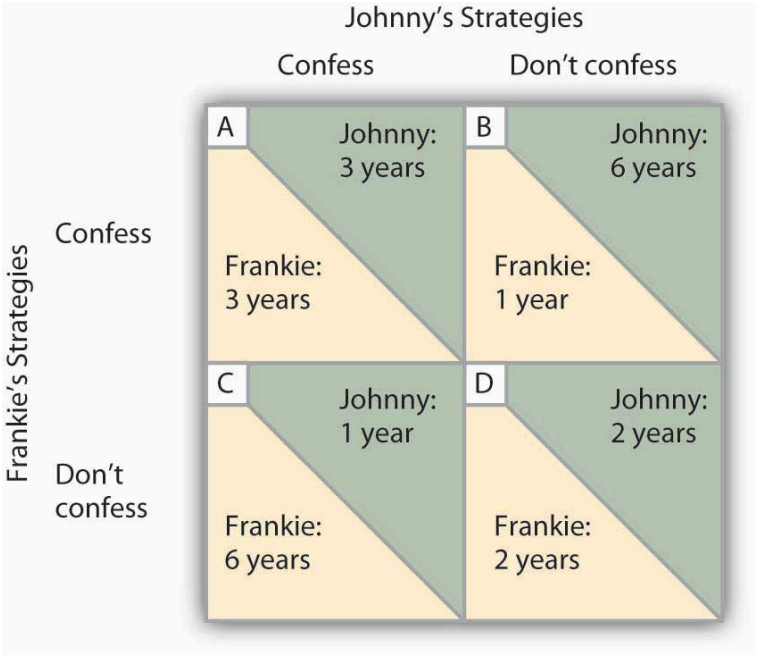 Johnny’s Strategies
Confess
Don’t confess
Frankie’s Strategies
Confess
A
Johnny:
3 years
Frankie:
3 years
B
Johnny:
6 years
Frankie:
1 year
Don’t
confess
C
Johnny:
1 year
Frankie:
6 years
D
Johnny:
2 years
Frankie:
2 years